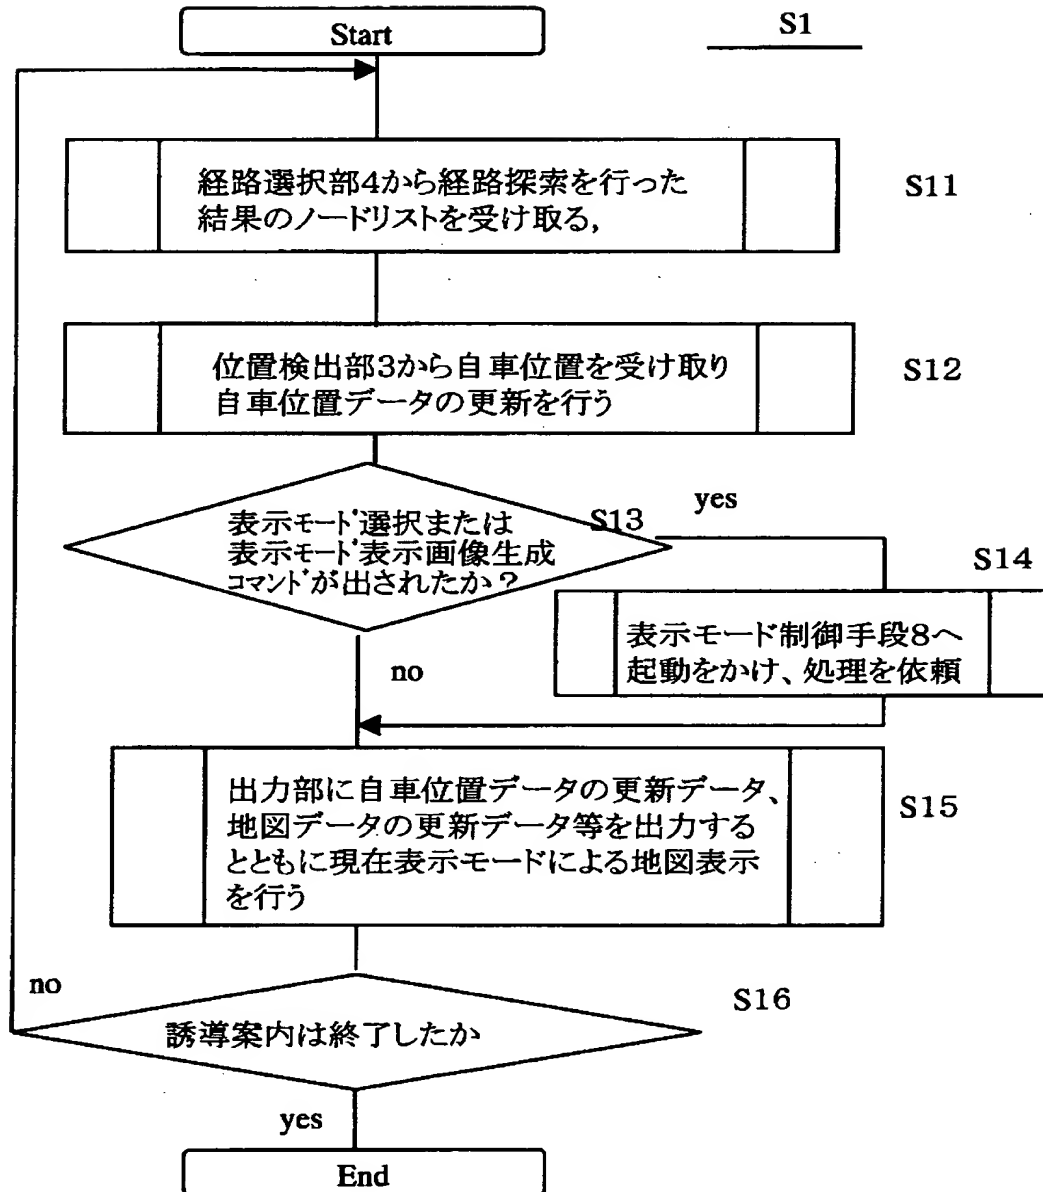 Start
S1
経路選択部4から経路探索を行った
結果のノードリストを受け取る,
S11
位置検出部3から自車位置を受け取り
自車位置データの更新を行う
S12
表示モード選択または
表示モード表示画像生成
コマンドが出されたか?
S13
yes
S14
表示モード制御手段8へ
起動をかけ、処理を依頼
no
出力部に自車位置データの更新データ、
地図データの更新データ等を出力する
とともに現在表示モードによる地図表示
を行う
S15
no
S16
誘導案内は終了したか
yes
End